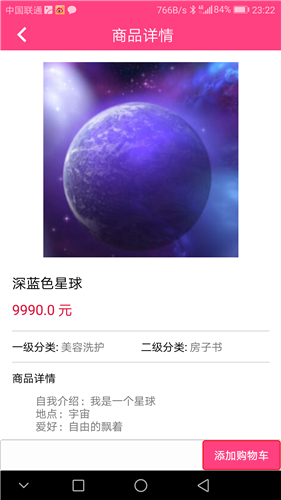 中国联通 766B/s 4G 84% 23:22
商品详情
深蓝色星球
9990.0 元
一级分类: 美容洗护 二级分类: 房子书
商品详情
自我介绍：我是一个星球
地点：宇宙
爱好：自由的飘着
添加购物车